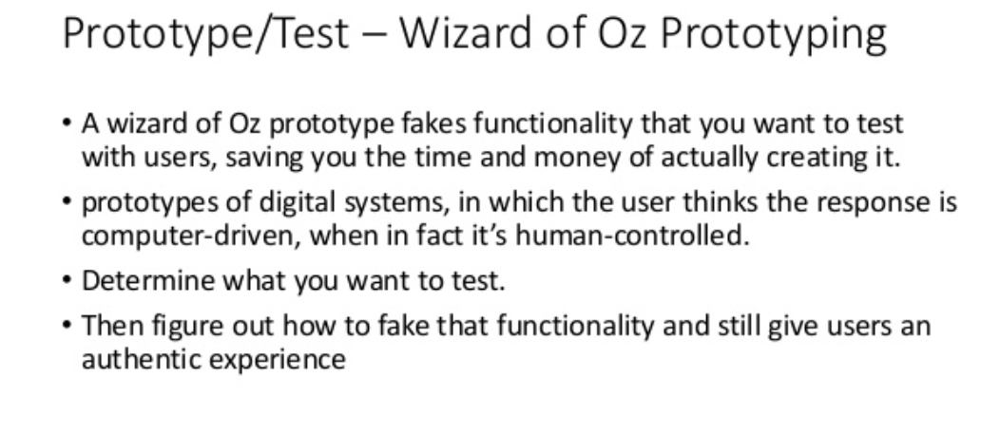 Prototype/Test – Wizard of Oz Prototyping
• A wizard of Oz prototype fakes functionality that you want to test
with users, saving you the time and money of actually creating it.
• prototypes of digital systems, in which the user thinks the response is
computer-driven, when in fact it’s human-controlled.
• Determine what you want to test.
• Then figure out how to fake that functionality and still give users an
authentic experience